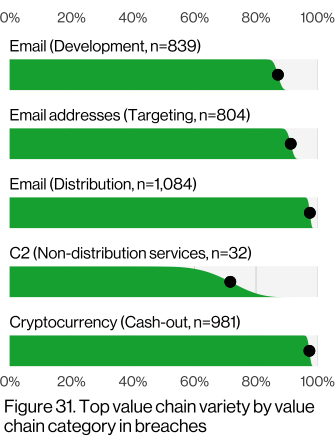 0% 20% 40% 60% 80% 100%
Email (Development, n=839)
Email addresses (Targeting, n=804)
Email (Distribution, n=1,084)
C2 (Non-distribution services, n=32)
Cryptocurrency (Cash-out, n=981)
0% 20% 40% 60% 80% 100%
Figure 31. Top value chain variety by value
chain category in breaches